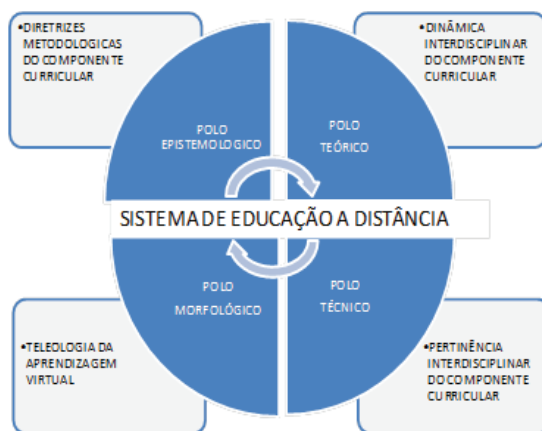 •DIRETRIZES
METODOLOGICAS
DO COMPONENTE
CURRICULAR
•DINÂMICA
INTERDISCIPLINAR
DO COMPONENTE
CURRICULAR
POLO
EPISTEMOLOGICO
POLO
TEÓRICO
SISTEMA DE EDUCAÇÃO A DISTÂNCIA
POLO
MORFOLÓGICO
POLO
TÉCNICO
•TELEOLOGIA DA
APRENDIZAGEM
VIRTUAL
•PERTINÊNCIA
INTERDISCIPLINAR
DO COMPONENTE
CURRICULAR